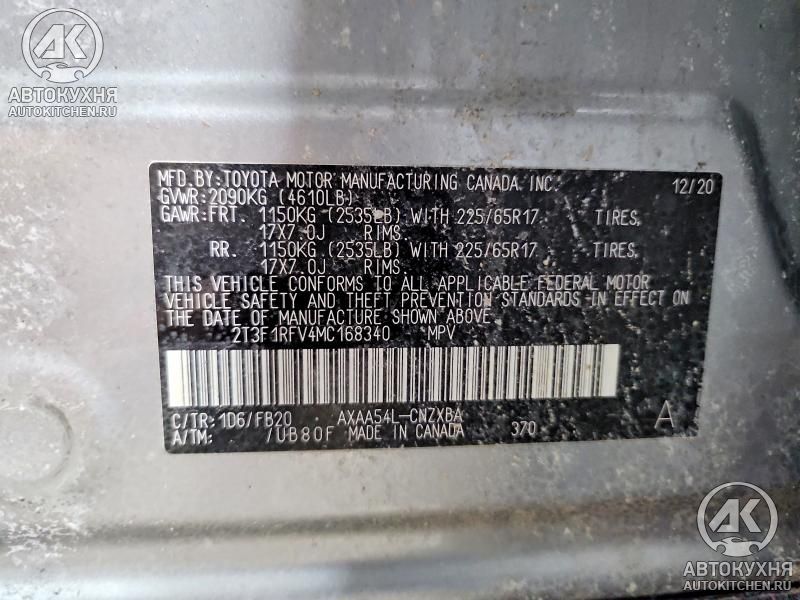 AK
АВТОКУХНЯ
AUTOKITCHEN.RU
MFD. BY: TOYOTA MOTOR MANUFACTURING CANADA INC. 12/20
GVWR: 2090KG (4610LB)
GAWR: FRT. 1150KG (2535LB) WITH 225/65R17 TIRES,
17X7.0J RIMS.
RR. 1150KG (2535LB) WITH 225/65R17 TIRES,
17X7.0J RIMS.
THIS VEHICLE CONFORMS TO ALL APPLICABLE FEDERAL MOTOR
VEHICLE SAFETY AND THEFT PREVENTION STANDARDS IN EFFECT ON
THE DATE OF MANUFACTURE SHOWN ABOVE.
2T3F1RFV4MC168340 MPV
C/TR: 1D6/FB20 AXAA54L-CNZXBA A
A/TM: /UB80F MADE IN CANADA 370
AK
АВТОКУХНЯ
AUTOKITCHEN.RU